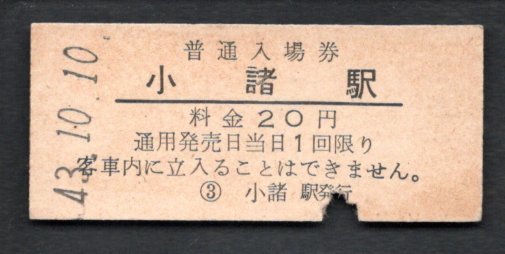 普通入場券
小諸駅
料金20円
通用発売日当日1回限り
客車内に立入ることはできません。
③ 小諸 駅発行
43.10.10.